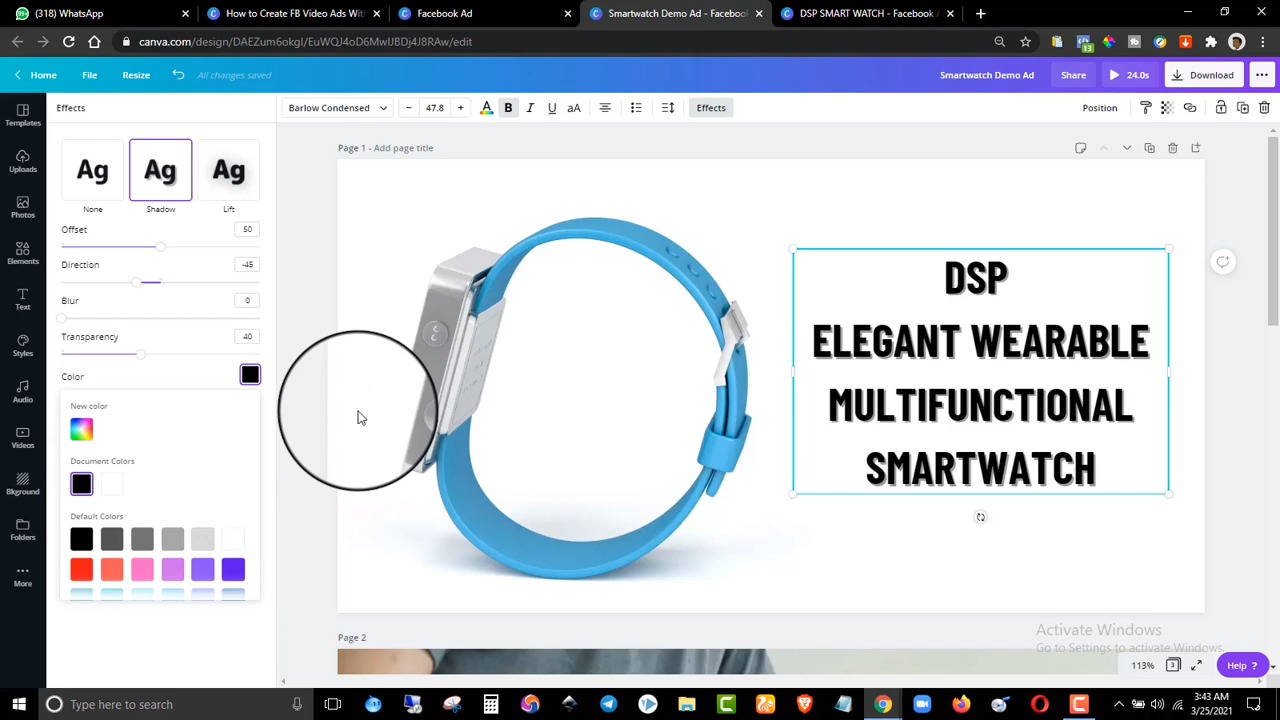 (318) WhatsApp
How to Create FB Video Ads With
Facebook Ad
Smartwatch Demo Ad - Facebook
DSP SMART WATCH - Facebook A
canva.com/design/DAEZum6okgI/EuWQJ4oD6MwIJBDj4J8RAw/edit
13
Home
File
Resize
All changes saved
Smartwatch Demo Ad
Share
24.0s
Download
Effects
Barlow Condensed
47.8
A
B
I
U
aA
Effects
Position
Templates
Uploads
Photos
Elements
Text
Styles
Audio
Videos
Bkground
Folders
More
Ag
Ag
Ag
None
Shadow
Lift
Offset
50
Direction
-45
Blur
0
Transparency
40
Color
New color
Document Colors
Default Colors
Page 1 - Add page title
DSP
ELEGANT WEARABLE
MULTIFUNCTIONAL
SMARTWATCH
Page 2
Activate Windows
Go to Settings to activate Windows.
113%
3
Help ?
Type here to search
3:43 AM
3/25/2021